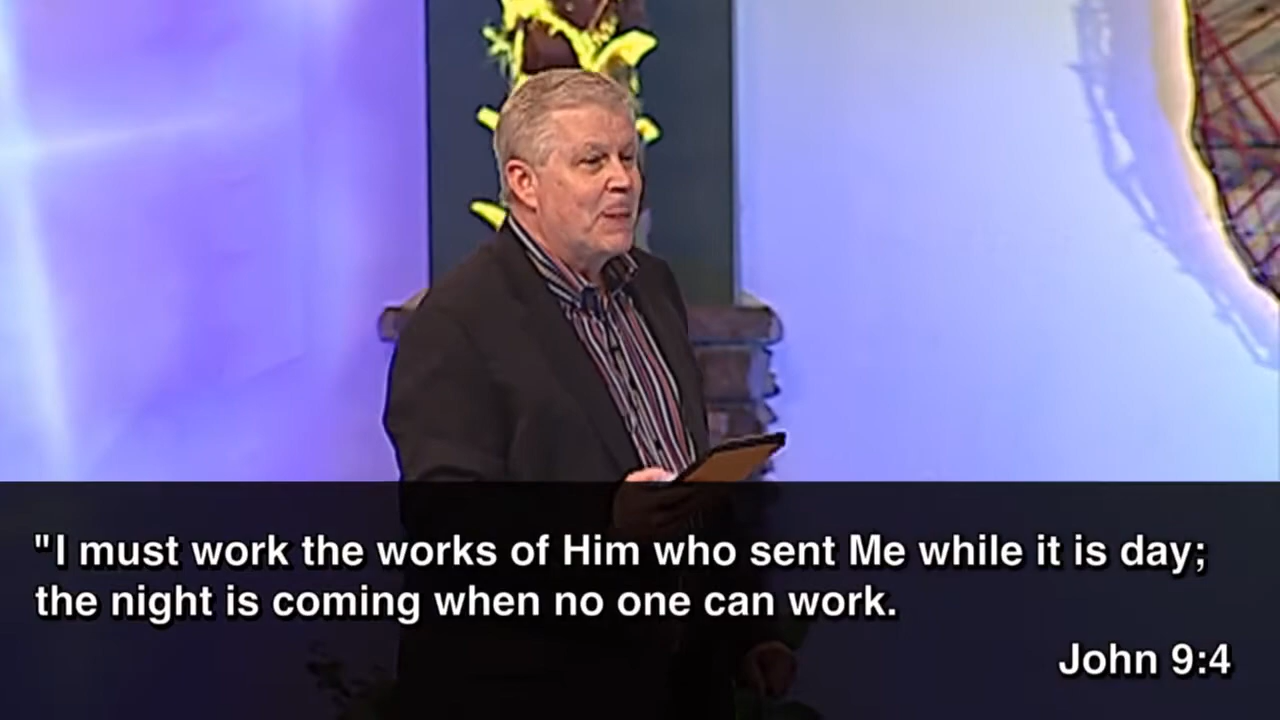 "I must work the works of Him who sent Me while it is day;
the night is coming when no one can work.
John 9:4